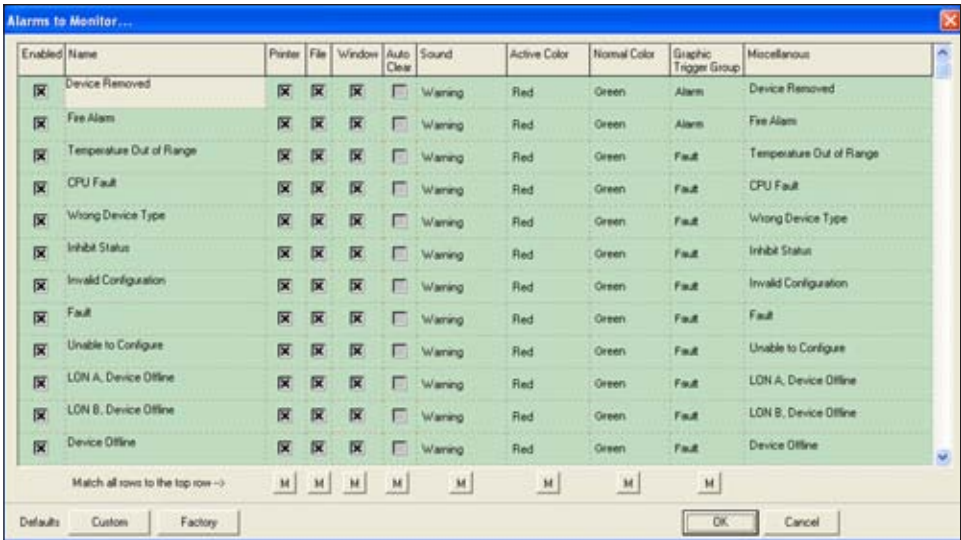 Alarms to Monitor...
Enabled Name Printer File Window Auto Clear Sound Active Color Normal Color Graphic Trigger Group Miscellanous
Device Removed Warning Red Green Alarm Device Removed
Fire Alarm Warning Red Green Alarm Fire Alarm
Temperature Out of Range Warning Red Green Fault Temperature Out of Range
CPU Fault Warning Red Green Fault CPU Fault
Wrong Device Type Warning Red Green Fault Wrong Device Type
Inhibit Status Warning Red Green Fault Inhibit Status
Invalid Configuration Warning Red Green Fault Invalid Configuration
Fault Warning Red Green Fault Fault
Unable to Configure Warning Red Green Fault Unable to Configure
LON A, Device Offline Warning Red Green Fault LON A, Device Offline
LON B, Device Offline Warning Red Green Fault LON B, Device Offline
Device Offline Warning Red Green Fault Device Offline
Match all rows to the top row --> M M M M M M M M
Defaults Custom Factory OK Cancel